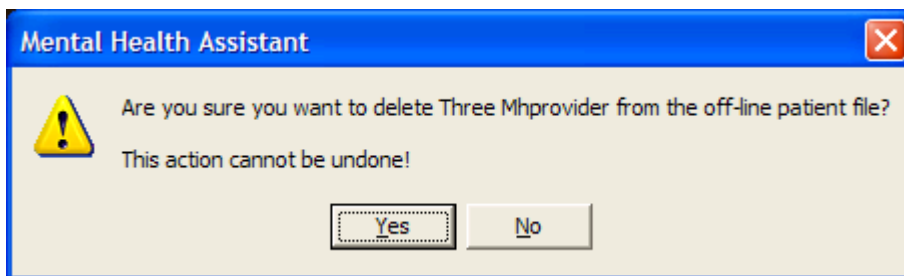 Mental Health Assistant
Are you sure you want to delete Three Mhprovider from the off-line patient file?
This action cannot be undone!
Yes No